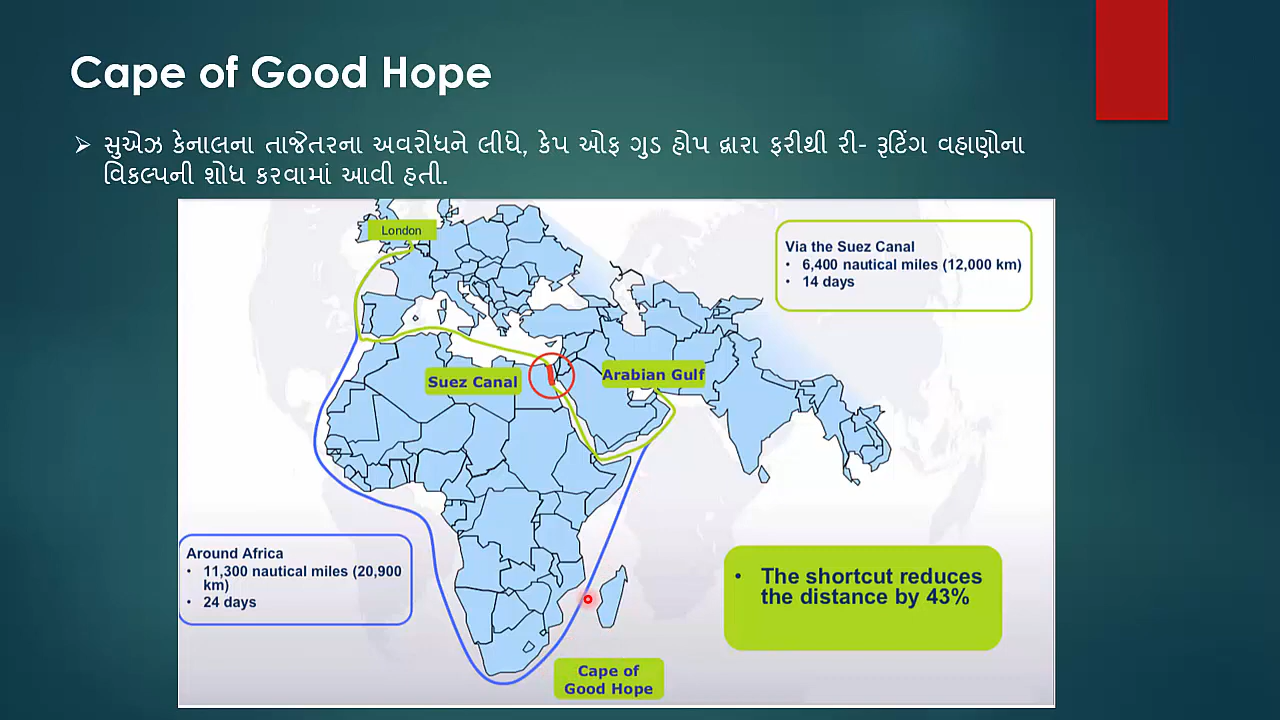 Cape of Good Hope
➢ સુએઝ કેનાલના તાજેતરના અવરોધને લીધે, કેપ ઓફ ગુડ હોપ દ્વારા ફરીથી રી- રૂટિંગ વહાણોના
વિકલ્પની શોધ કરવામાં આવી હતી.
London
Via the Suez Canal
• 6,400 nautical miles (12,000 km)
• 14 days
Suez Canal
Arabian Gulf
Around Africa
• 11,300 nautical miles (20,900
km)
• 24 days
• The shortcut reduces
the distance by 43%
Cape of
Good Hope